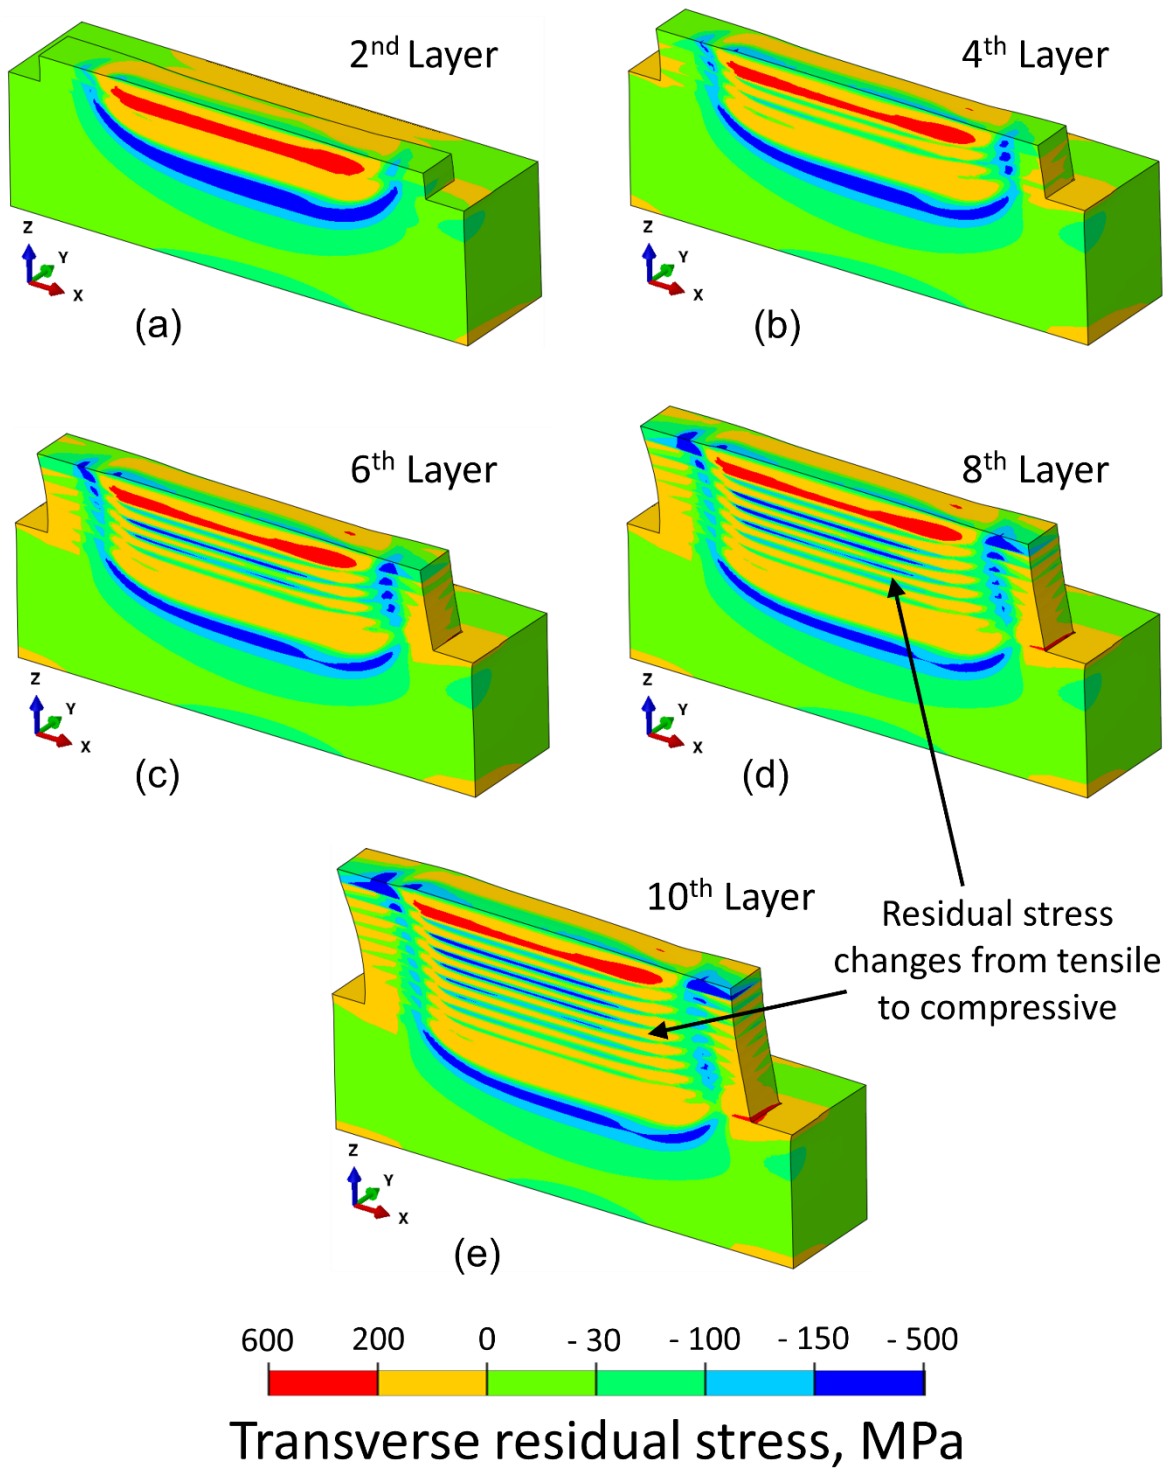 2nd Layer
4th Layer
Z
Y
X
(a)
Z
Y
X
(b)
6th Layer
8th Layer
Z
Y
X
(c)
Z
Y
X
(d)
10th Layer
Residual stress
changes from tensile
to compressive
Z
Y
X
(e)
600 200 0 - 30 - 100 - 150 - 500
Transverse residual stress, MPa